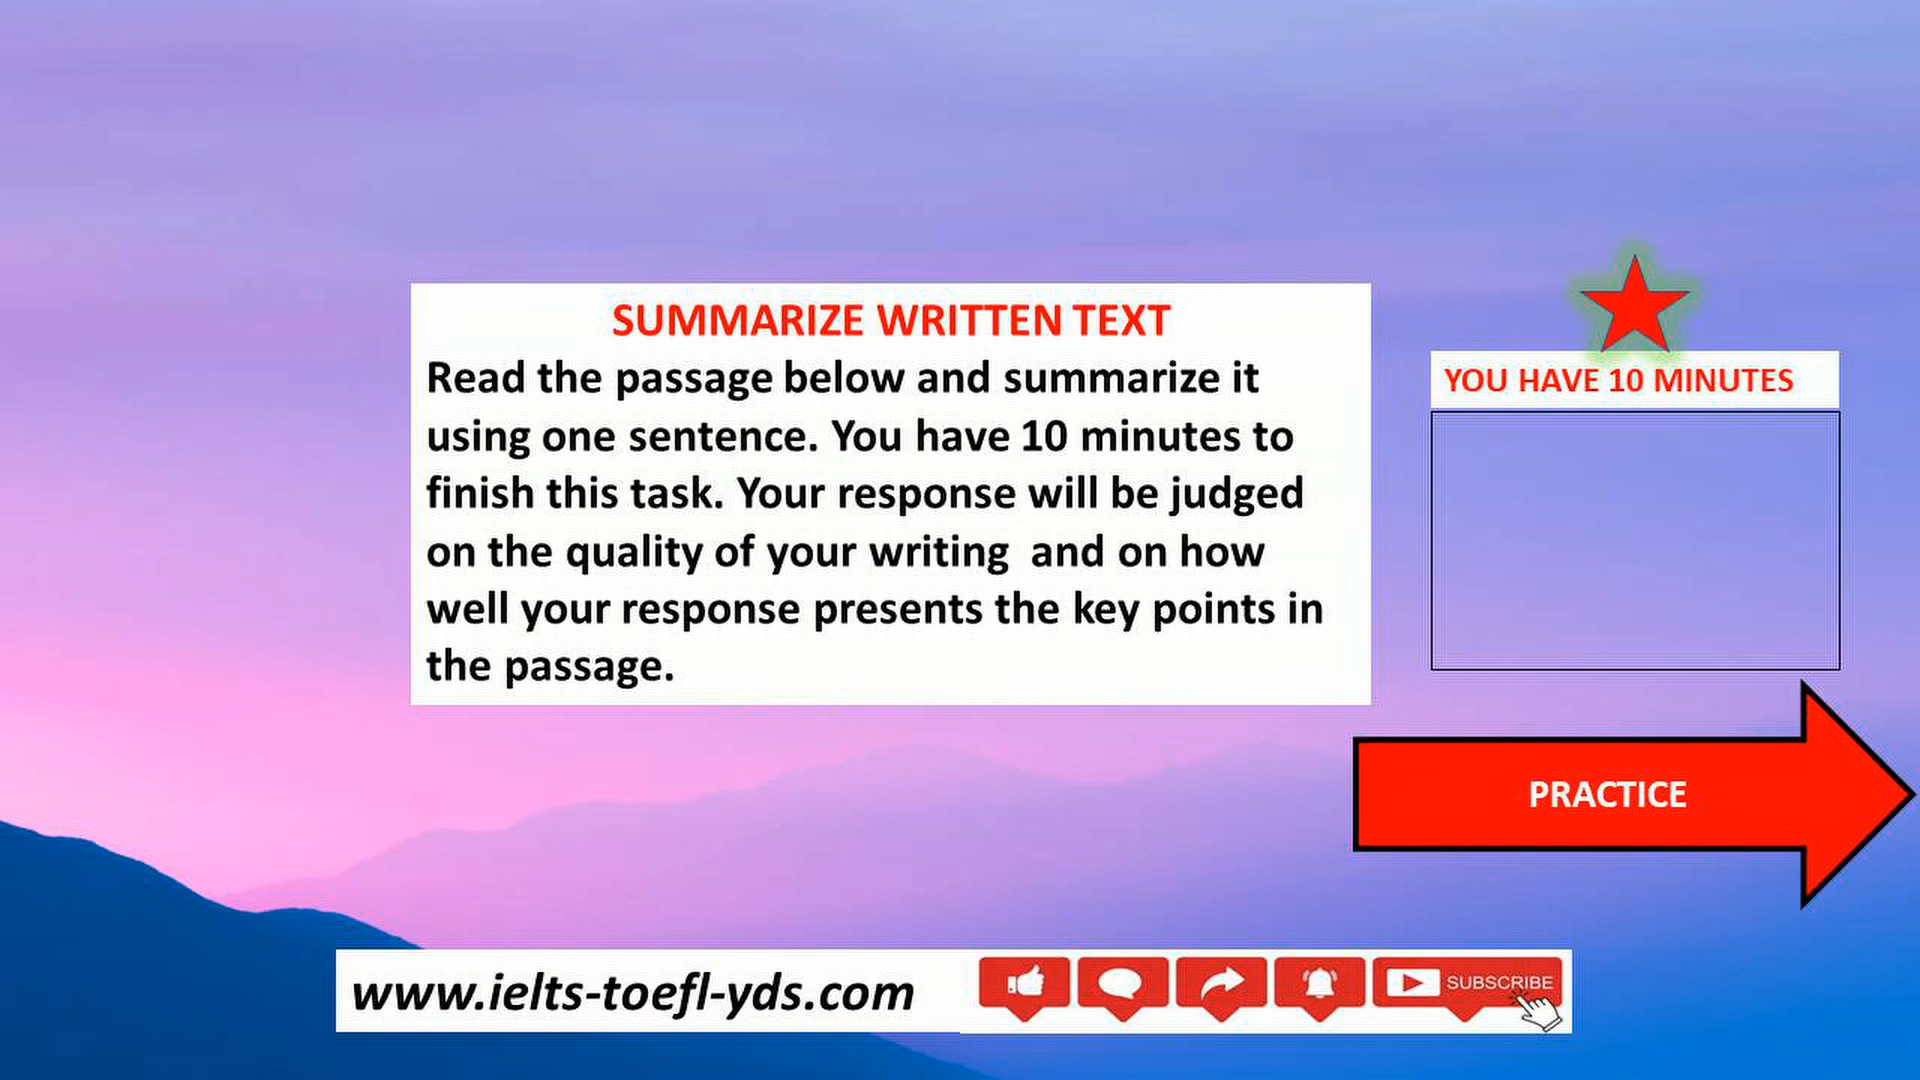 SUMMARIZE WRITTEN TEXT
Read the passage below and summarize it
using one sentence. You have 10 minutes to
finish this task. Your response will be judged
on the quality of your writing  and on how
well your response presents the key points in
the passage.
YOU HAVE 10 MINUTES
PRACTICE
www.ielts-toefl-yds.com
SUBSCRIBE